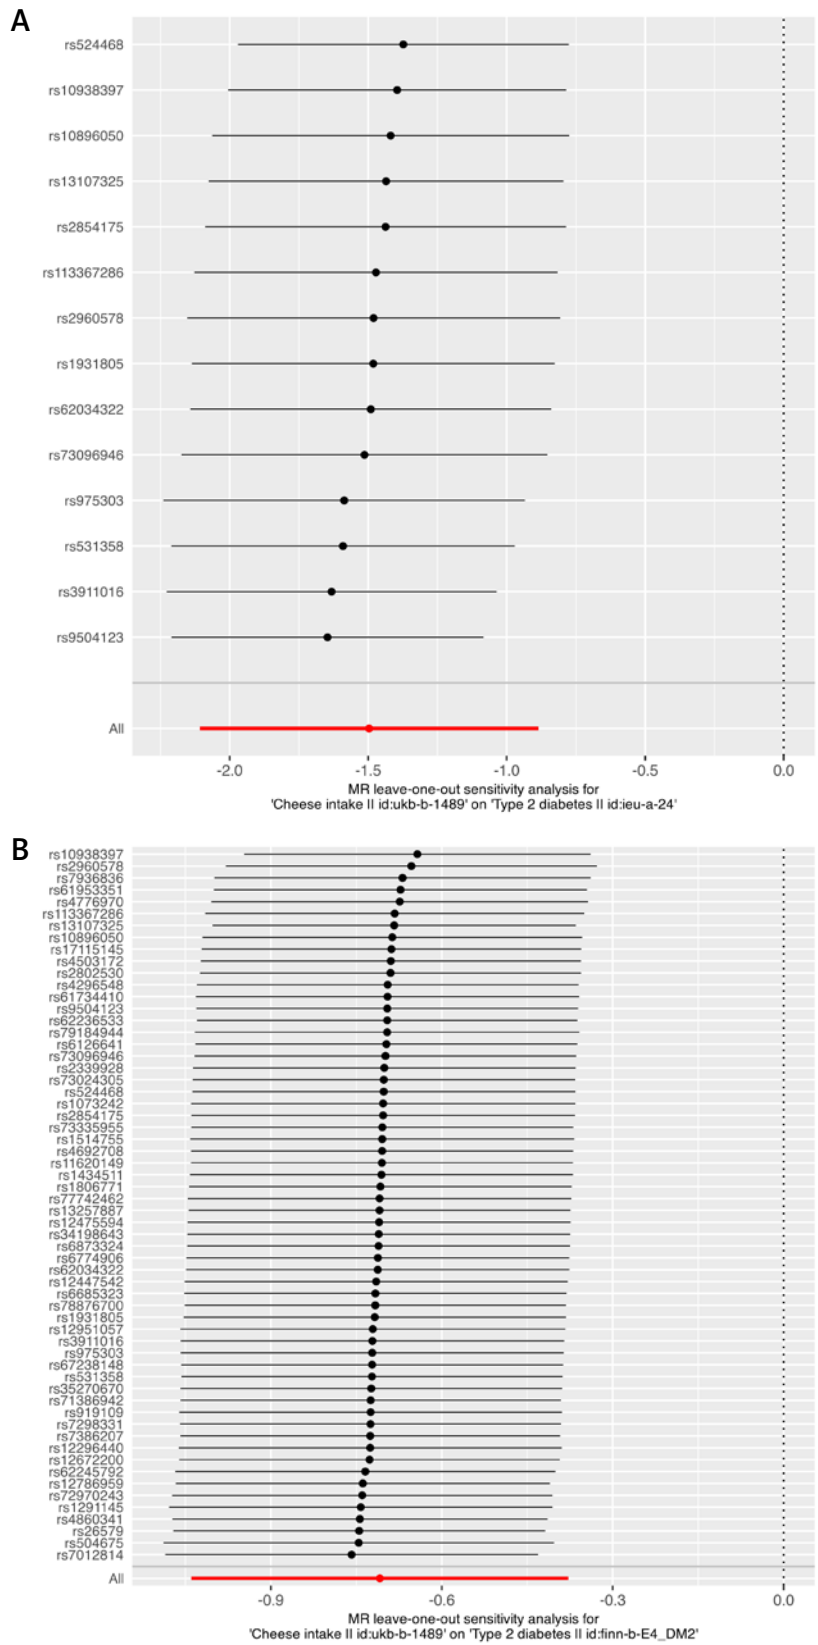 A
rs524468
rs10938397
rs10896050
rs13107325
rs2854175
rs113367286
rs2960578
rs1931805
rs62034322
rs73096946
rs975303
rs531358
rs3911016
rs9504123
All
-2.0 -1.5 -1.0 -0.5 0.0
MR leave-one-out sensitivity analysis for
'Cheese intake II id:ukb-b-1489' on 'Type 2 diabetes II id:ieu-a-24'
B
rs10938397
rs2960578
rs7936836
rs61953351
rs4776970
rs113367286
rs13107325
rs10896050
rs17115145
rs4503172
rs2802530
rs4296548
rs61734410
rs9504123
rs62236533
rs79184944
rs6126641
rs73096946
rs2339928
rs73024305
rs524468
rs1073242
rs2854175
rs73335955
rs1514755
rs4692708
rs11620149
rs1434511
rs1806771
rs77742462
rs13257887
rs12475594
rs34198643
rs6873324
rs6774906
rs62034322
rs12447542
rs6685323
rs78876700
rs1931805
rs12951057
rs3911016
rs975303
rs67238148
rs531358
rs35270670
rs71386942
rs919109
rs7298331
rs7386207
rs12296440
rs12672200
rs62245792
rs12786959
rs72970243
rs1291145
rs4860341
rs26579
rs504675
rs7012814
All
-0.9 -0.6 -0.3 0.0
MR leave-one-out sensitivity analysis for
'Cheese intake II id:ukb-b-1489' on 'Type 2 diabetes II id:finn-b-E4_DM2'